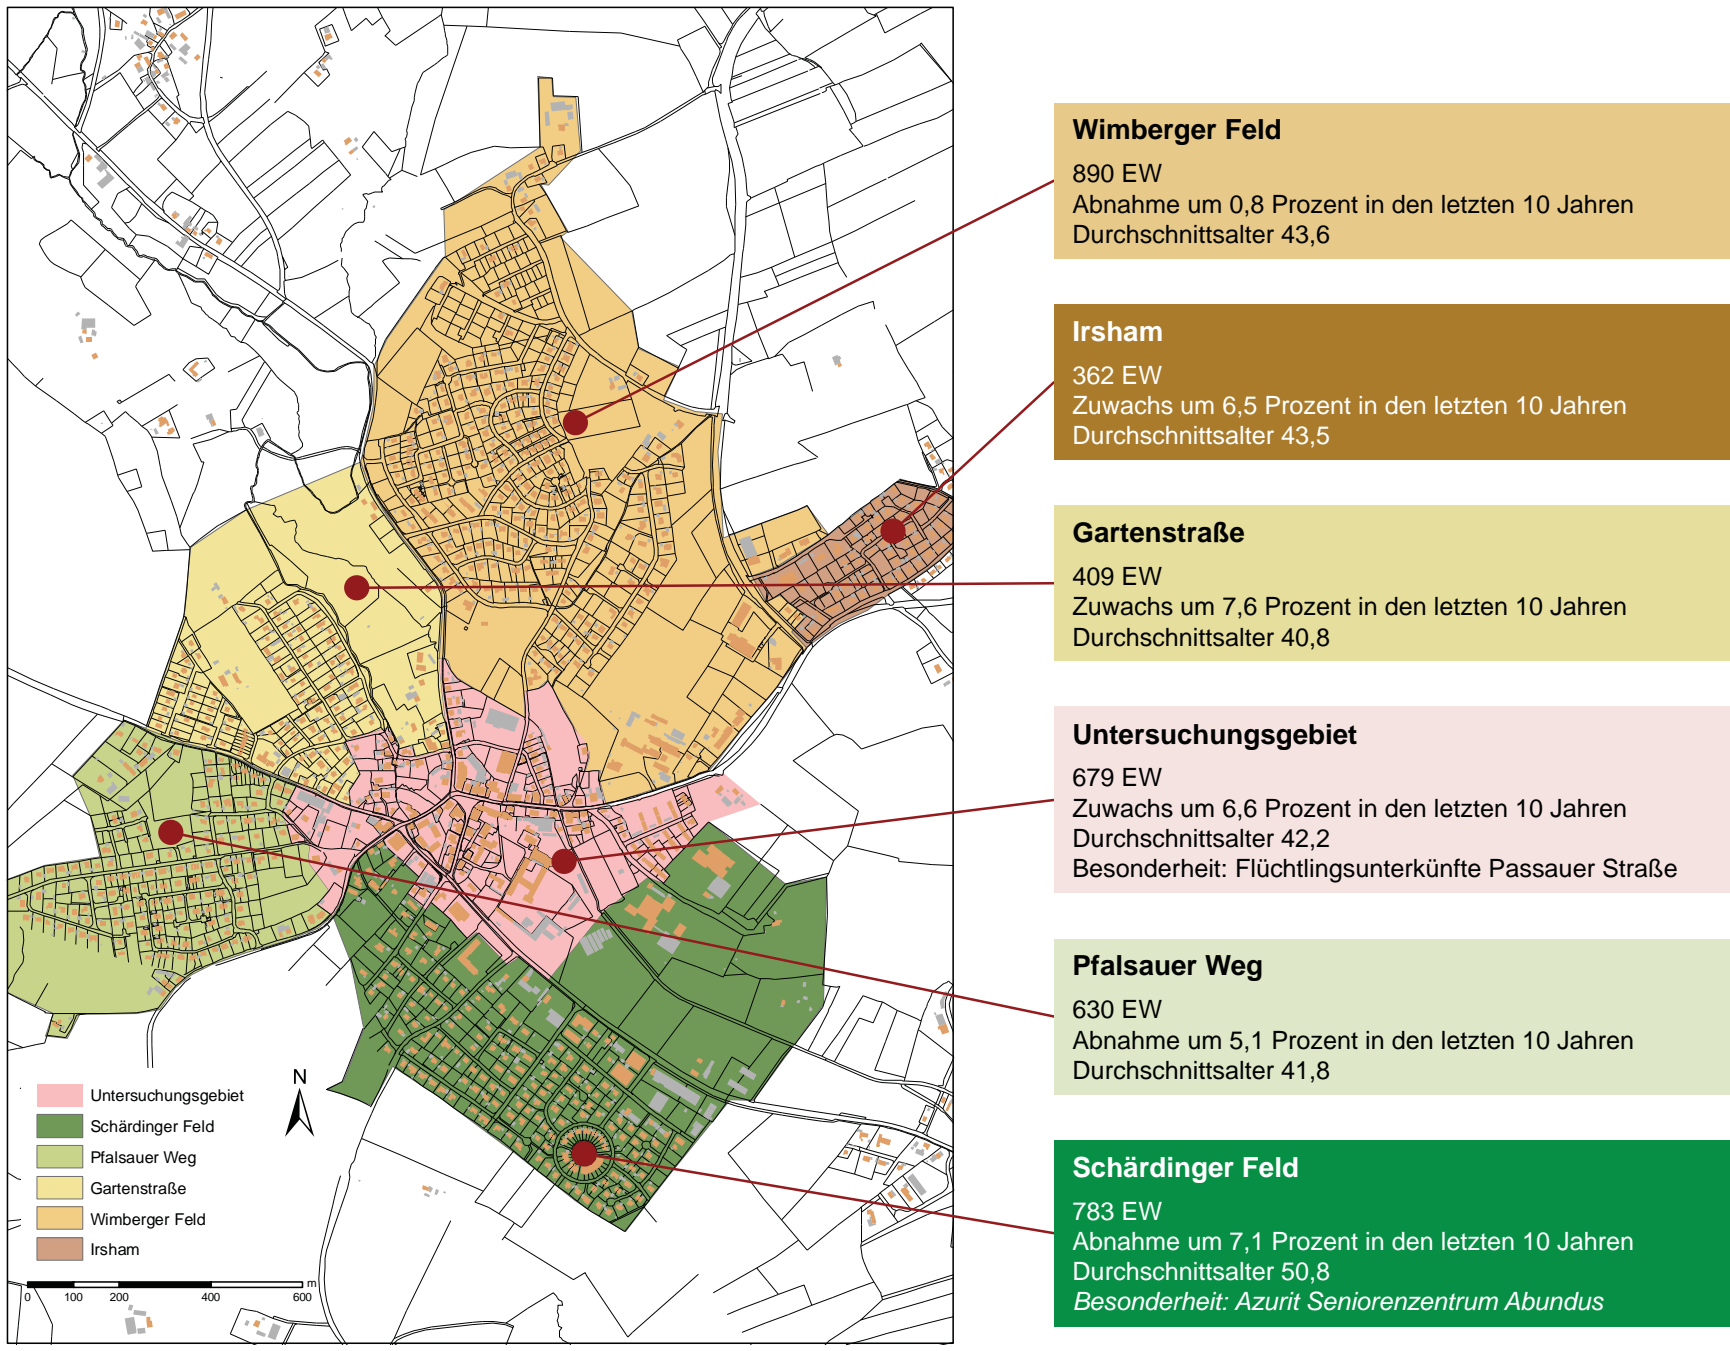 Wimberger Feld
890 EW
Abnahme um 0,8 Prozent in den letzten 10 Jahren
Durchschnittsalter 43,6
Irsham
362 EW
Zuwachs um 6,5 Prozent in den letzten 10 Jahren
Durchschnittsalter 43,5
Gartenstraße
409 EW
Zuwachs um 7,6 Prozent in den letzten 10 Jahren
Durchschnittsalter 40,8
Untersuchungsgebiet
679 EW
Zuwachs um 6,6 Prozent in den letzten 10 Jahren
Durchschnittsalter 42,2
Besonderheit: Flüchtlingsunterkünfte Passauer Straße
Pfalsauer Weg
630 EW
Abnahme um 5,1 Prozent in den letzten 10 Jahren
Durchschnittsalter 41,8
Schärdinger Feld
783 EW
Abnahme um 7,1 Prozent in den letzten 10 Jahren
Durchschnittsalter 50,8
Besonderheit: Azurit Seniorenzentrum Abundus
N
Untersuchungsgebiet
Schärdinger Feld
Pfalsauer Weg
Gartenstraße
Wimberger Feld
Irsham
m
0 100 200 400 600